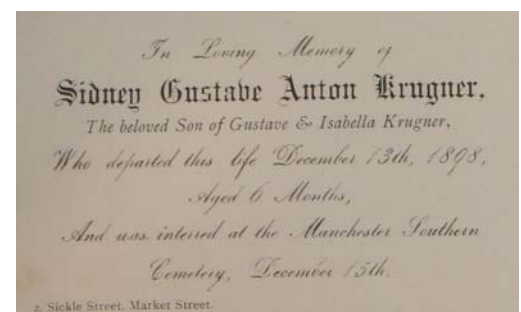 In Loving Memory of
Sidney Gustave Anton Krugner,
The beloved Son of Gustave & Isabella Krugner,
Who departed this life December 13th, 1898,
Aged 6 Months,
And was interred at the Manchester Southern
Cemetery, December 15th.
2, Sickle Street, Market Street.